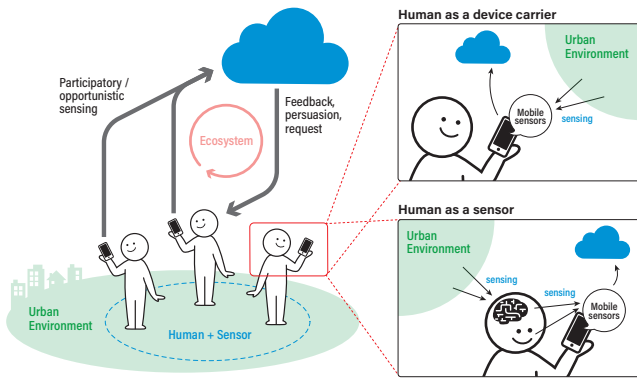 Participatory /
opportunistic
sensing
Feedback,
persuasion,
request
Ecosystem
Urban
Environment
Human + Sensor
Human as a device carrier
Urban
Environment
Mobile
sensors
sensing
Human as a sensor
Urban
Environment
sensing
sensing
Mobile
sensors